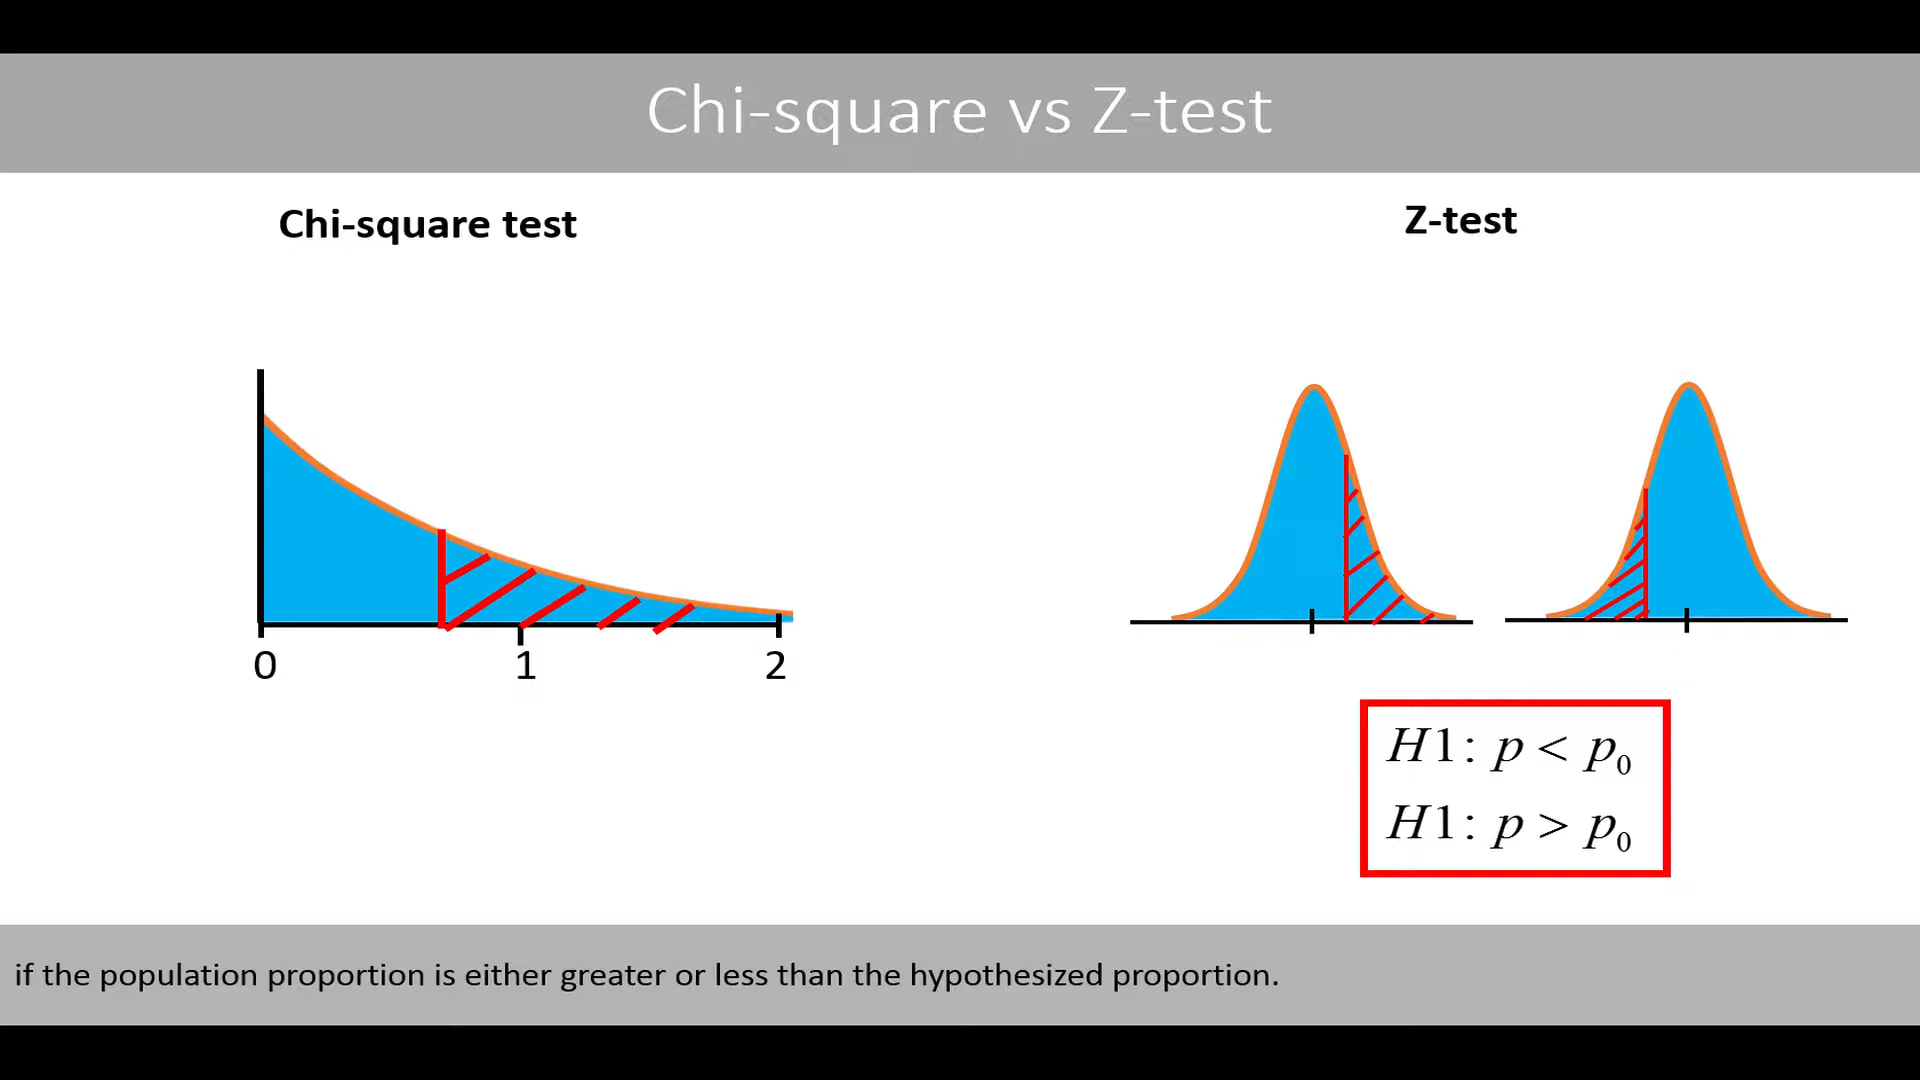 Chi-square vs Z-test
Chi-square test
Z-test
0 1 2
H1: p < p₀
H1: p > p₀
if the population proportion is either greater or less than the hypothesized proportion.